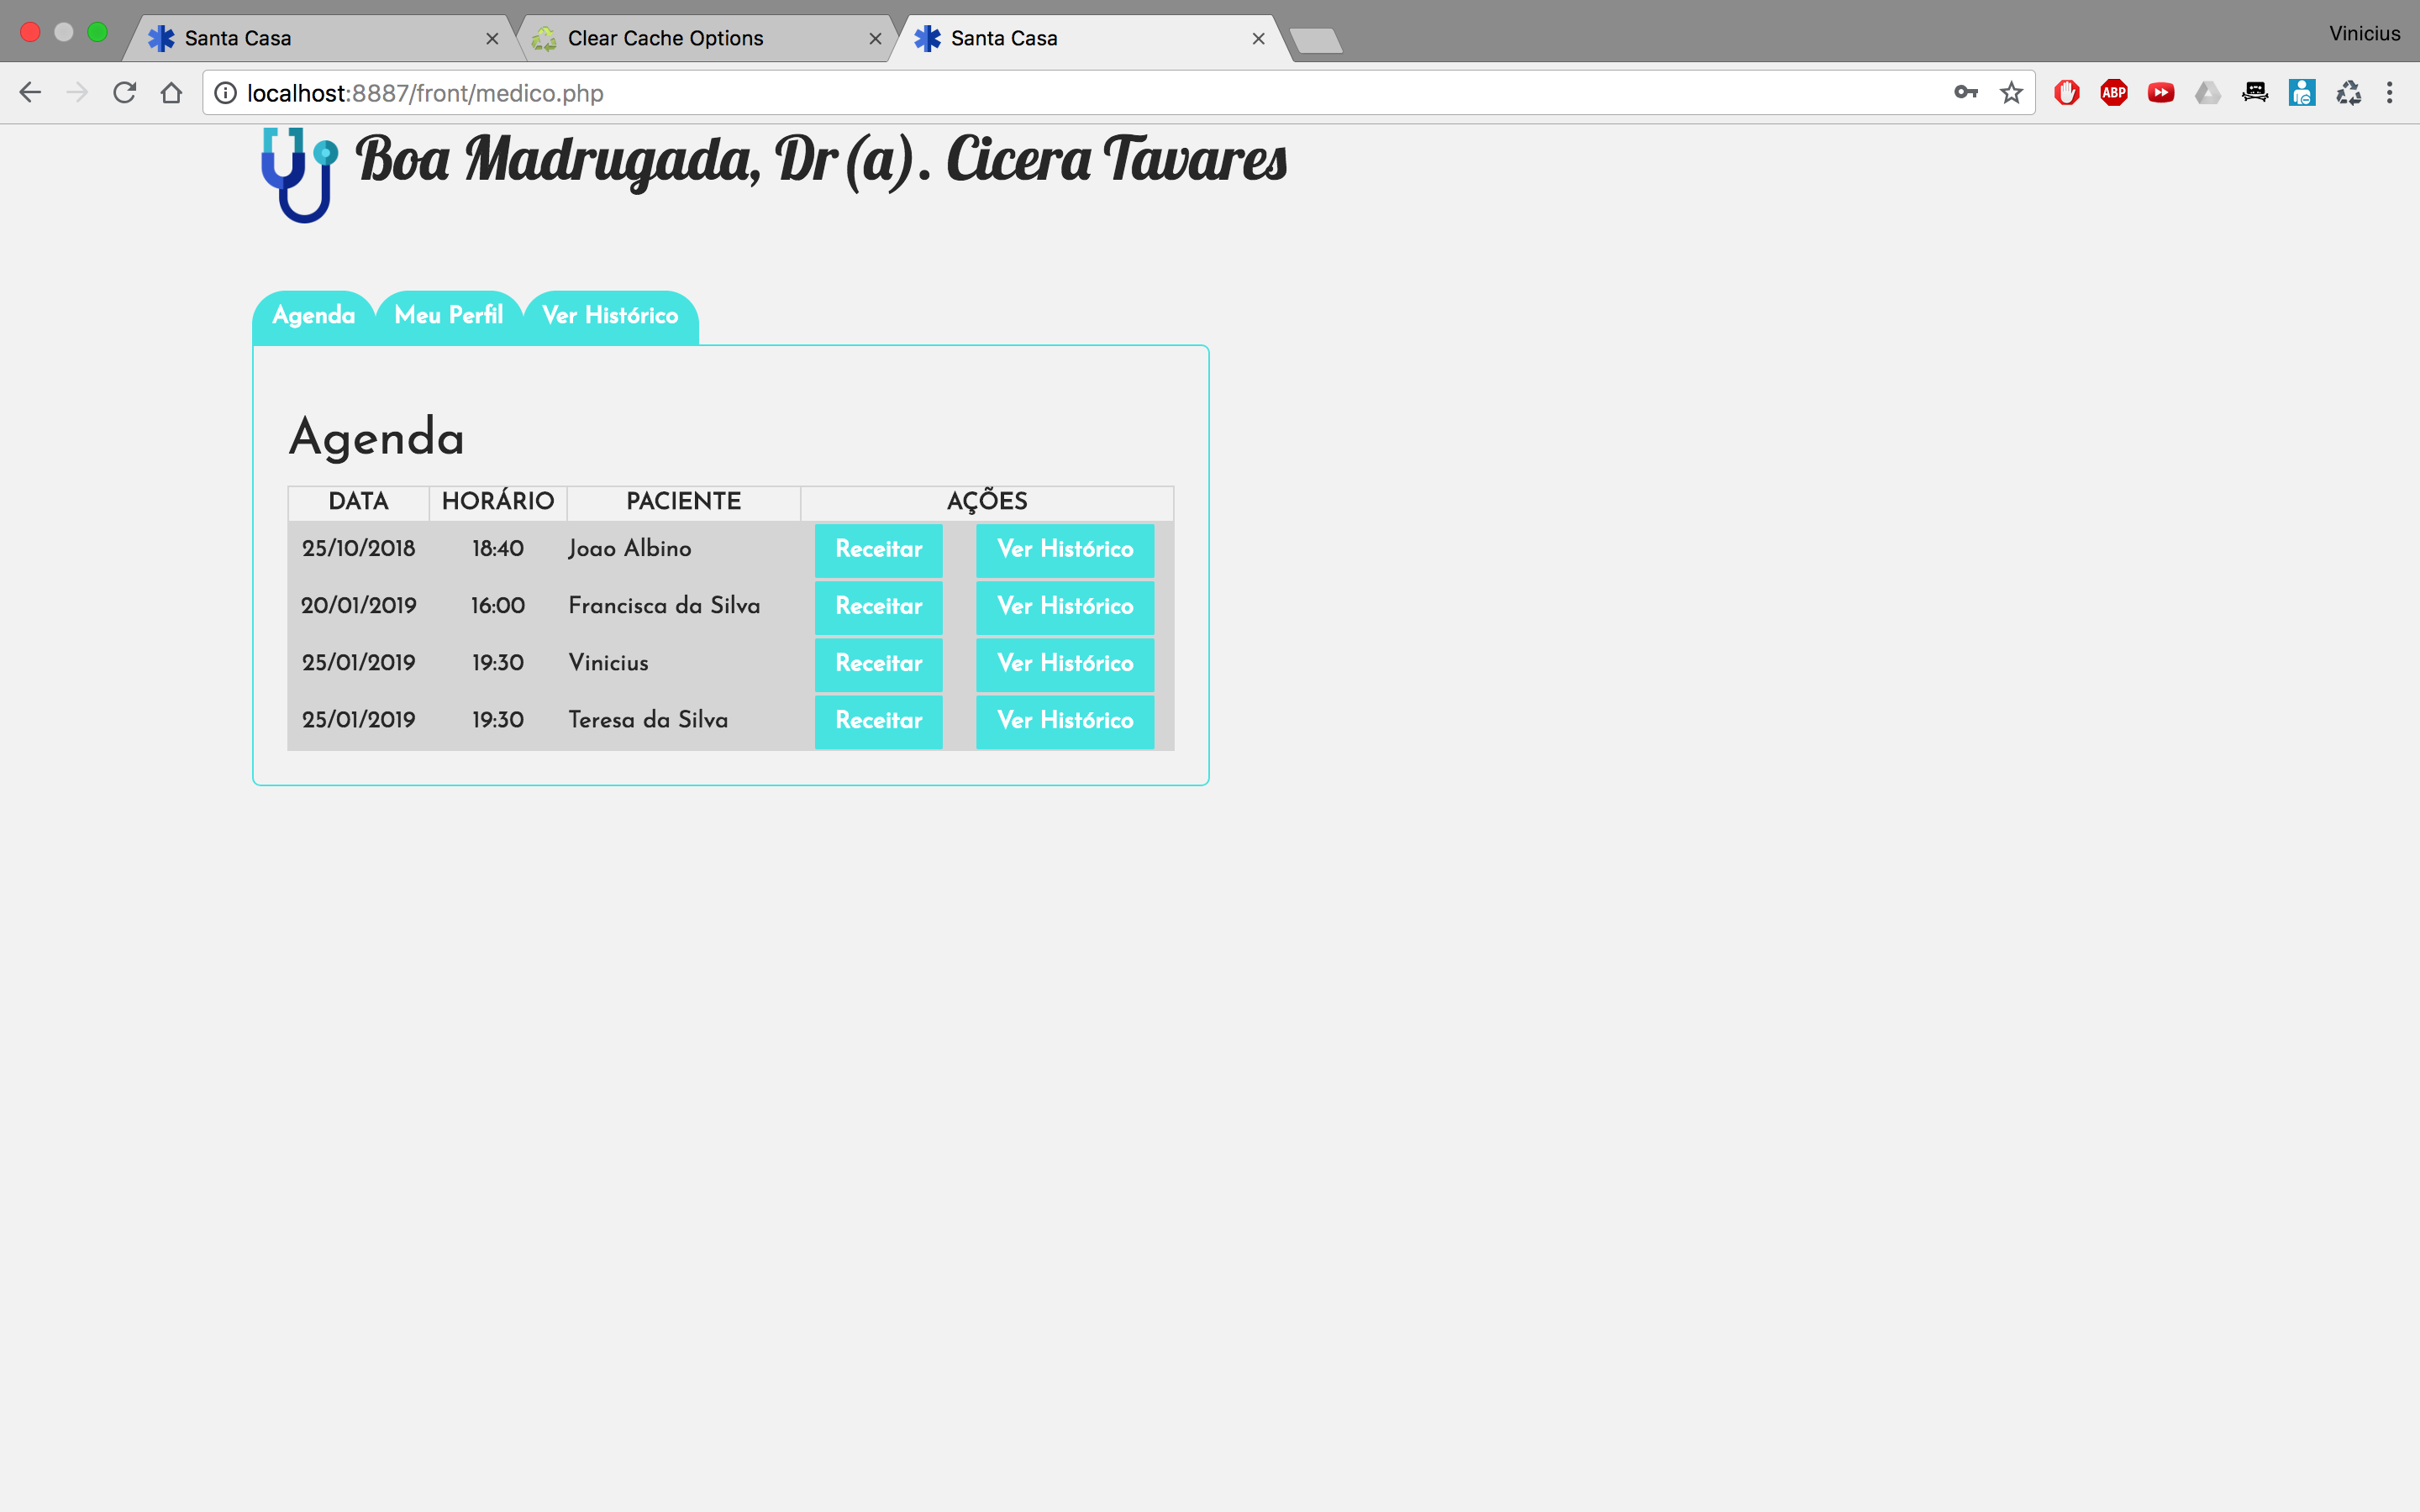 Santa Casa
Clear Cache Options
Santa Casa
Vinicius
localhost:8887/front/medico.php
ABP
Boa Madrugada, Dr(a). Cicera Tavares
Agenda Meu Perfil Ver Histórico
Agenda
DATA HORÁRIO PACIENTE AÇÕES
25/10/2018 18:40 Joao Albino Receitar Ver Histórico
20/01/2019 16:00 Francisca da Silva Receitar Ver Histórico
25/01/2019 19:30 Vinicius Receitar Ver Histórico
25/01/2019 19:30 Teresa da Silva Receitar Ver Histórico